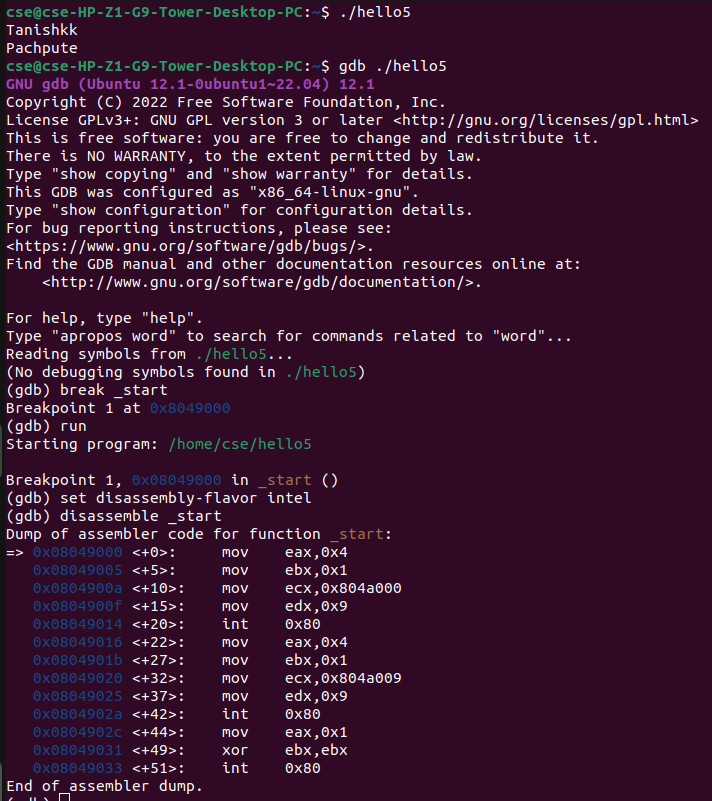 cse@cse-HP-Z1-G9-Tower-Desktop-PC:~$ ./hello5
Tanishkk
Pachpute
cse@cse-HP-Z1-G9-Tower-Desktop-PC:~$ gdb ./hello5
GNU gdb (Ubuntu 12.1-0ubuntu1~22.04) 12.1
Copyright (C) 2022 Free Software Foundation, Inc.
License GPLv3+: GNU GPL version 3 or later <http://gnu.org/licenses/gpl.html>
This is free software: you are free to change and redistribute it.
There is NO WARRANTY, to the extent permitted by law.
Type "show copying" and "show warranty" for details.
This GDB was configured as "x86_64-linux-gnu".
Type "show configuration" for configuration details.
For bug reporting instructions, please see:
<https://www.gnu.org/software/gdb/bugs/>.
Find the GDB manual and other documentation resources online at:
    <http://www.gnu.org/software/gdb/documentation/>.

For help, type "help".
Type "apropos word" to search for commands related to "word"...
Reading symbols from ./hello5...
(No debugging symbols found in ./hello5)
(gdb) break _start
Breakpoint 1 at 0x8049000
(gdb) run
Starting program: /home/cse/hello5

Breakpoint 1, 0x08049000 in _start ()
(gdb) set disassembly-flavor intel
(gdb) disassemble _start
Dump of assembler code for function _start:
=> 0x08049000 <+0>:     mov    eax,0x4
   0x08049005 <+5>:     mov    ebx,0x1
   0x0804900a <+10>:    mov    ecx,0x804a000
   0x0804900f <+15>:    mov    edx,0x9
   0x08049014 <+20>:    int    0x80
   0x08049016 <+22>:    mov    eax,0x4
   0x0804901b <+27>:    mov    ebx,0x1
   0x08049020 <+32>:    mov    ecx,0x804a009
   0x08049025 <+37>:    mov    edx,0x9
   0x0804902a <+42>:    int    0x80
   0x0804902c <+44>:    mov    eax,0x1
   0x08049031 <+49>:    xor    ebx,ebx
   0x08049033 <+51>:    int    0x80
End of assembler dump.
(gdb)